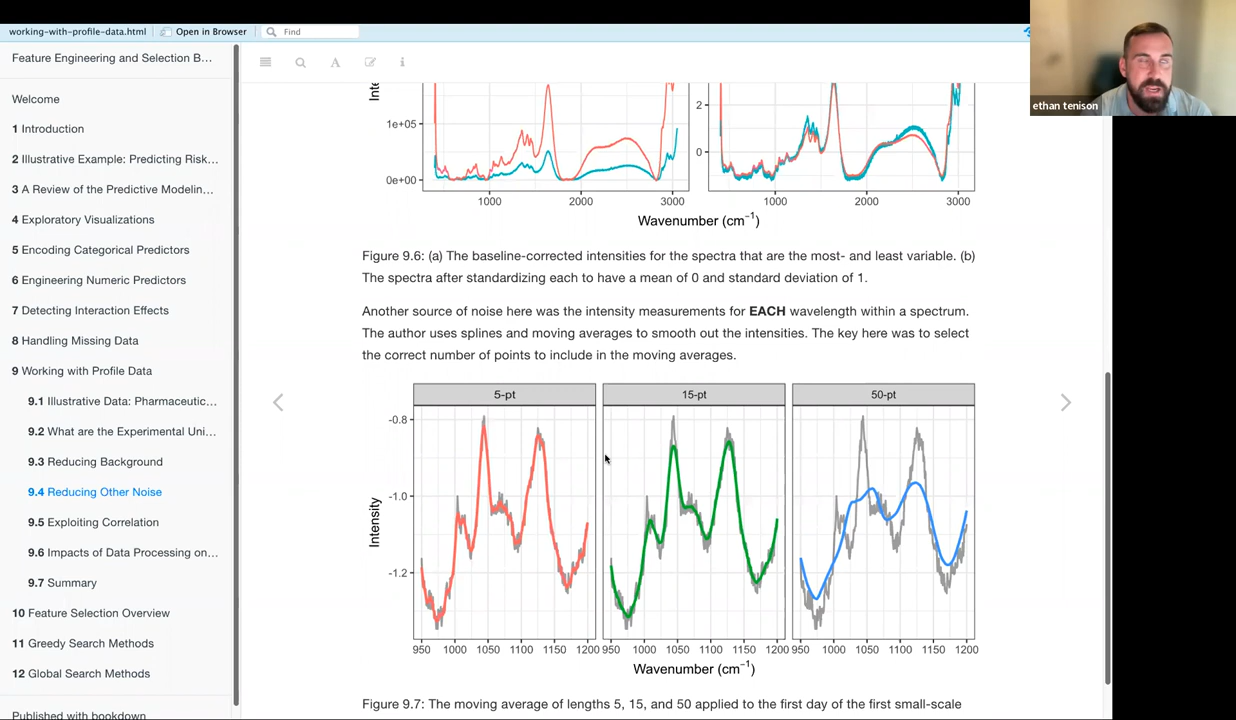 working-with-profile-data.html
Open in Browser
Find
Feature Engineering and Selection B...
Welcome
1 Introduction
2 Illustrative Example: Predicting Risk...
3 A Review of the Predictive Modelin...
4 Exploratory Visualizations
5 Encoding Categorical Predictors
6 Engineering Numeric Predictors
7 Detecting Interaction Effects
8 Handling Missing Data
9 Working with Profile Data
9.1 Illustrative Data: Pharmaceutic...
9.2 What are the Experimental Uni...
9.3 Reducing Background
9.4 Reducing Other Noise
9.5 Exploiting Correlation
9.6 Impacts of Data Processing on...
9.7 Summary
10 Feature Selection Overview
11 Greedy Search Methods
12 Global Search Methods
Published with bookdown
A
i
ethan tenison
Inte
1e+05
0e+00
1000 2000 3000
2
0
1000 2000 3000
Wavenumber (cm⁻¹)
Figure 9.6: (a) The baseline-corrected intensities for the spectra that are the most- and least variable. (b)
The spectra after standardizing each to have a mean of 0 and standard deviation of 1.
Another source of noise here was the intensity measurements for EACH wavelength within a spectrum.
The author uses splines and moving averages to smooth out the intensities. The key here was to select
the correct number of points to include in the moving averages.
5-pt 15-pt 50-pt
Intensity
-0.8
-1.0
-1.2
950 1000 1050 1100 1150 1200 950 1000 1050 1100 1150 1200 950 1000 1050 1100 1150 1200
Wavenumber (cm⁻¹)
Figure 9.7: The moving average of lengths 5, 15, and 50 applied to the first day of the first small-scale